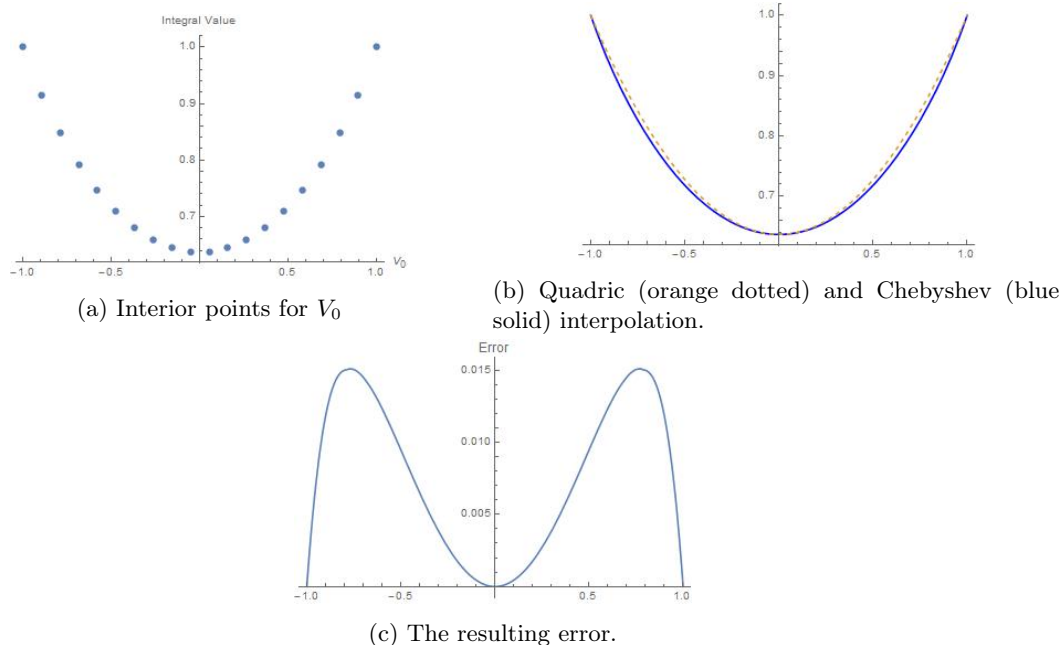 Integral Value
1.0
0.9
0.8
0.7
−1.0 −0.5 0.5 1.0 V₀
(a) Interior points for V₀
1.0
0.9
0.8
0.7
−1.0 −0.5 0.5 1.0
(b) Quadric (orange dotted) and Chebyshev (blue
solid) interpolation.
Error
0.015
0.010
0.005
−1.0 −0.5 0.5 1.0
(c) The resulting error.